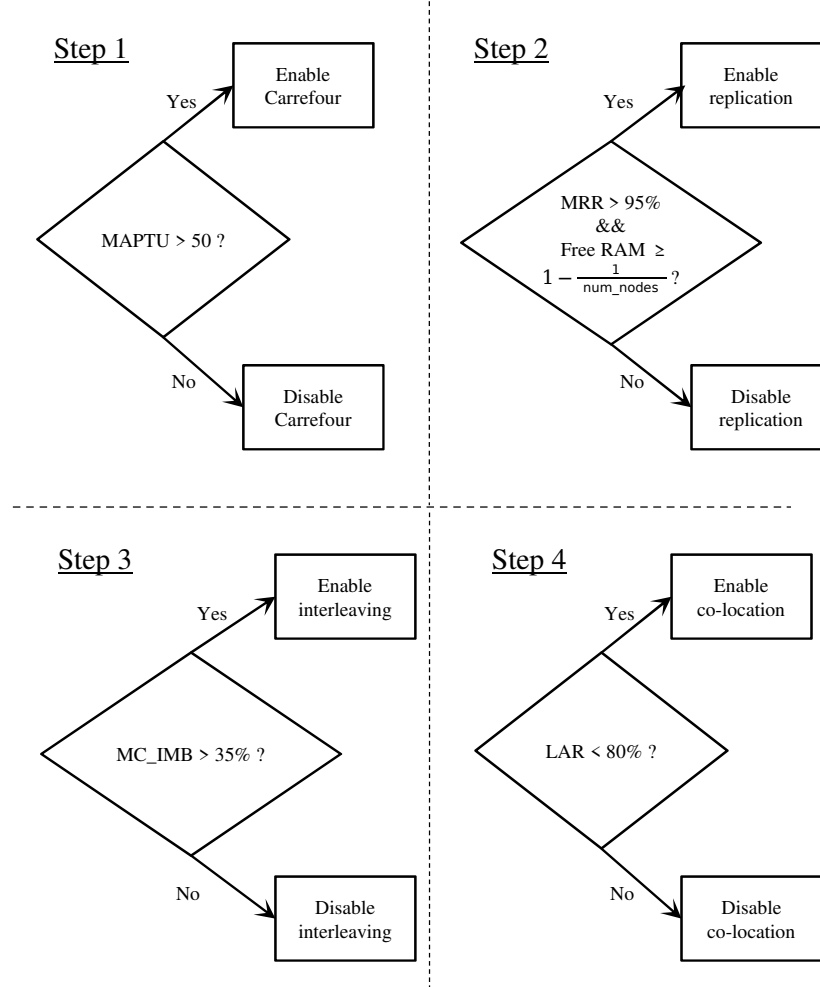 Step 1
Enable
Carrefour
Yes
MAPTU > 50 ?
No
Disable
Carrefour
Step 2
Enable
replication
Yes
MRR > 95%
&&
Free RAM ≥
1 − 1/num_nodes ?
No
Disable
replication
Step 3
Enable
interleaving
Yes
MC_IMB > 35% ?
No
Disable
interleaving
Step 4
Enable
co-location
Yes
LAR < 80% ?
No
Disable
co-location